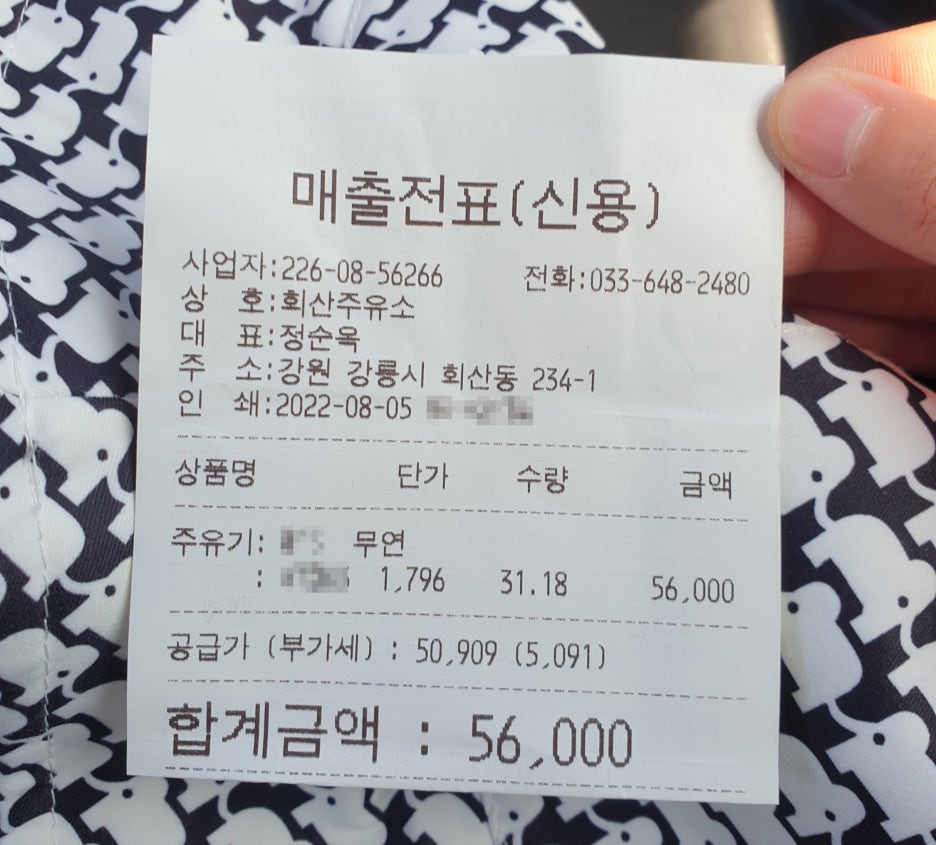 매출전표(신용)
사업자:226-08-56266 전화:033-648-2480
상 호:회산주유소
대 표:정순옥
주 소:강원 강릉시 회산동 234-1
인 쇄:2022-08-05
상품명 단가 수량 금액
주유기: 무연
: 1,796 31.18 56,000
공급가 (부가세) : 50,909 (5,091)
합계금액 : 56,000